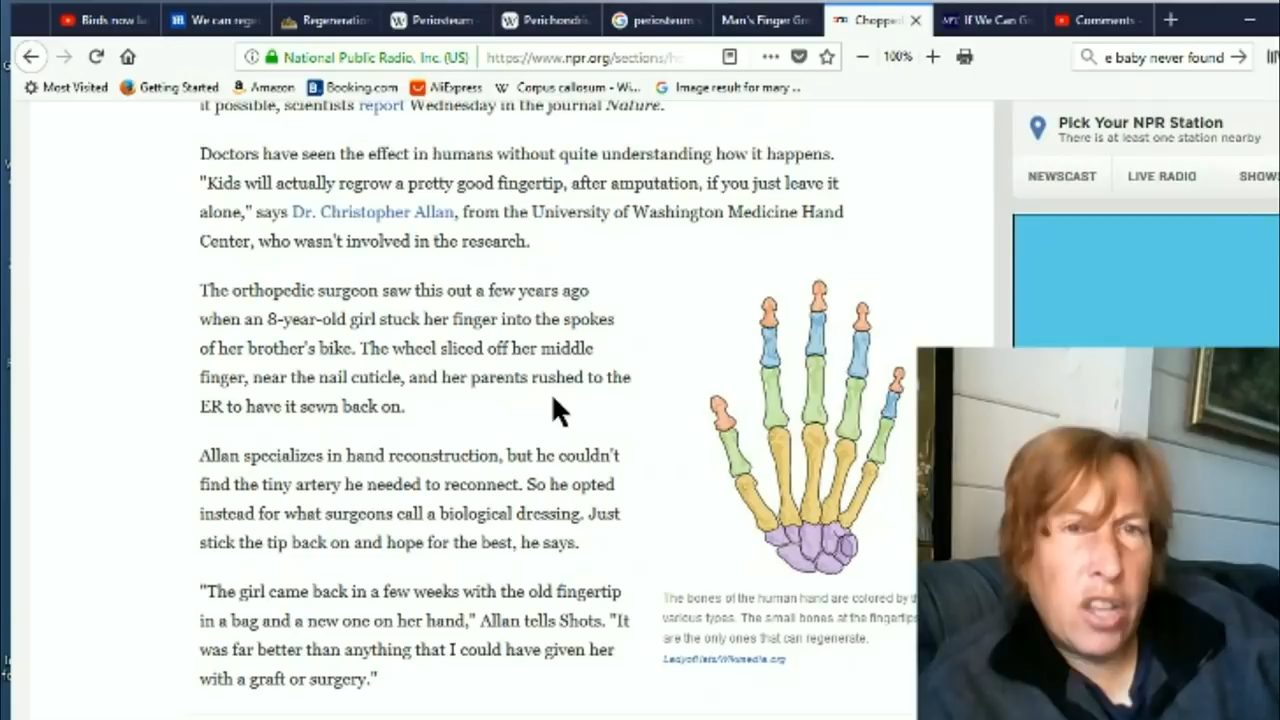 Birds now la
We can rege
Regeneratio
Periosteum -
Perichondri
periosteum v
Man's Finger Gr
Chopped
If We Can G
Comments -
National Public Radio, Inc. (US)
https://www.npr.org/sections/h
100%
e baby never found
Most Visited
Getting Started
Amazon
Booking.com
AliExpress
Corpus callosum - Wi...
Image result for mary ...
it possible, scientists report Wednesday in the journal Nature.
Doctors have seen the effect in humans without quite understanding how it happens.
"Kids will actually regrow a pretty good fingertip, after amputation, if you just leave it
alone," says Dr. Christopher Allan, from the University of Washington Medicine Hand
Center, who wasn't involved in the research.
The orthopedic surgeon saw this out a few years ago
when an 8-year-old girl stuck her finger into the spokes
of her brother's bike. The wheel sliced off her middle
finger, near the nail cuticle, and her parents rushed to the
ER to have it sewn back on.
Allan specializes in hand reconstruction, but he couldn't
find the tiny artery he needed to reconnect. So he opted
instead for what surgeons call a biological dressing. Just
stick the tip back on and hope for the best, he says.
"The girl came back in a few weeks with the old fingertip
in a bag and a new one on her hand," Allan tells Shots. "It
was far better than anything that I could have given her
with a graft or surgery."
The bones of the human hand are colored by th
various types. The small bones at the fingertips
are the only ones that can regenerate.
LadyofHats/Wikimedia.org
Pick Your NPR Station
There is at least one station nearby
NEWSCAST
LIVE RADIO
SHOWS